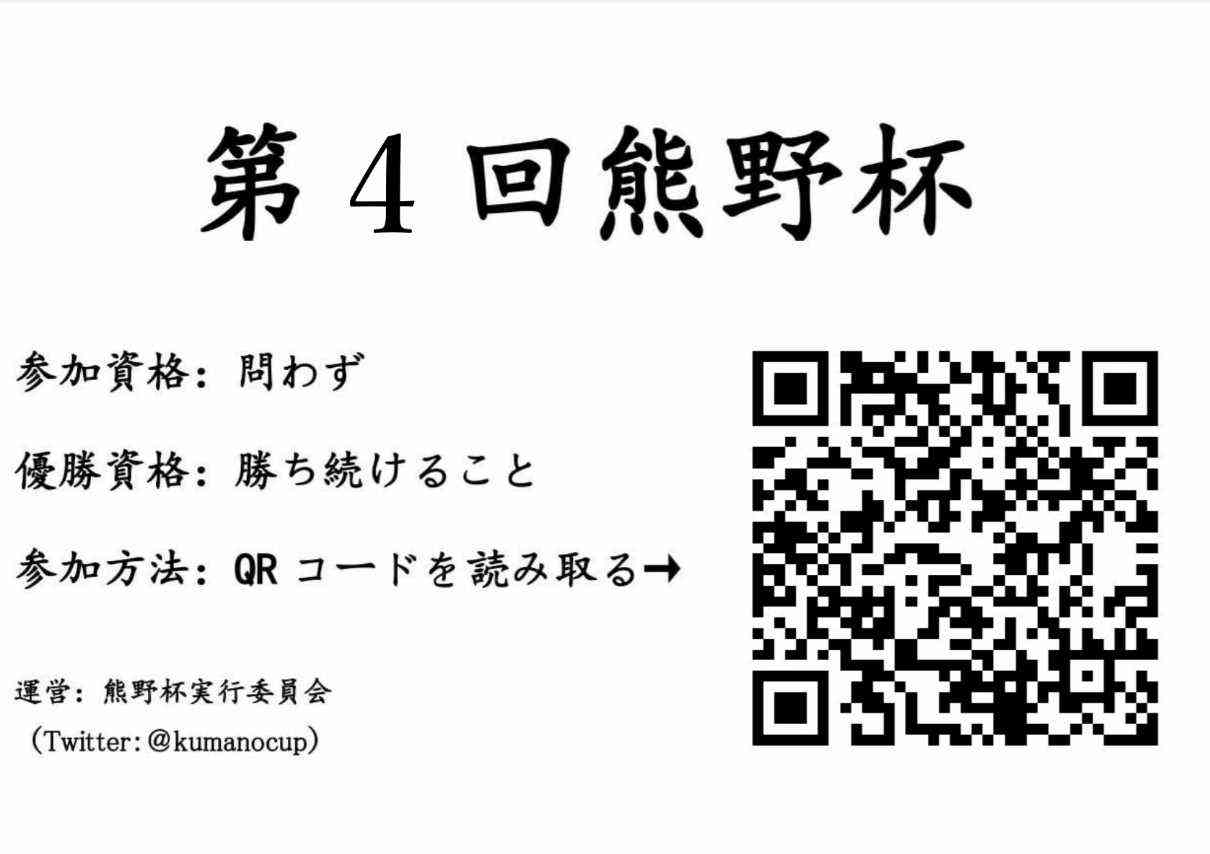 第4回熊野杯
参加資格: 問わず
優勝資格: 勝ち続けること
参加方法: QRコードを読み取る➞
運営: 熊野杯実行委員会
(Twitter:@kumanocup)